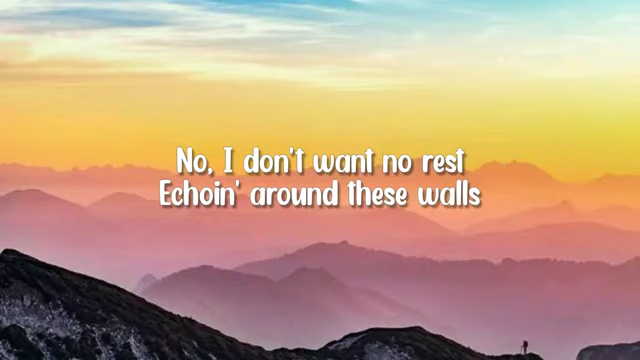 No, I don't want no rest
Echoin' around these walls